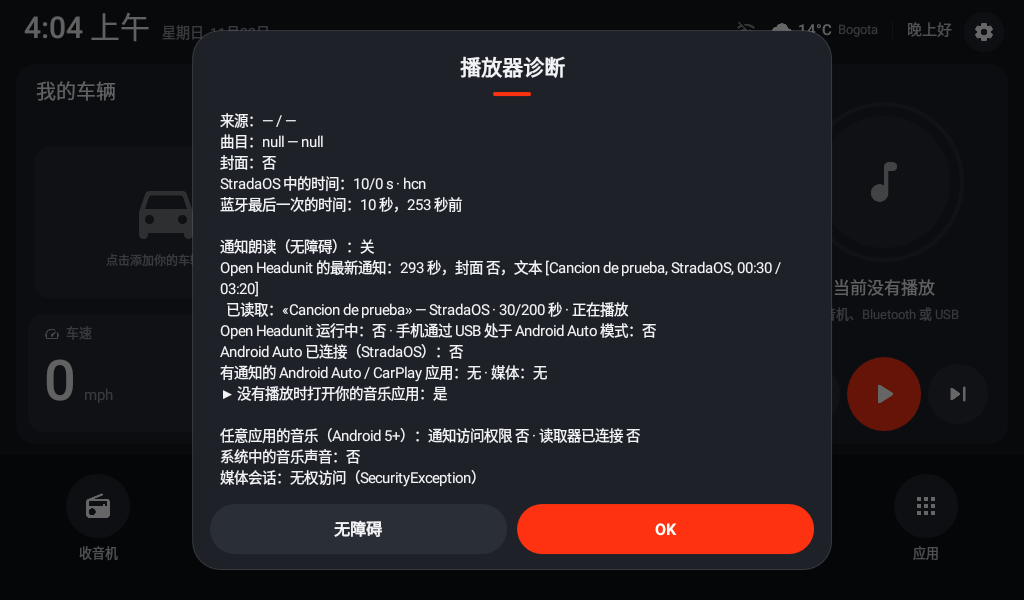 4:04 上午
14°C Bogota
晚上好
我的车辆
车速
0 mph
当前没有播放
Bluetooth 或 USB
收音机
应用
播放器诊断
来源：— / —
曲目：null — null
封面：否
StradaOS 中的时间：10/0 s · hcn
蓝牙最后一次的时间：10 秒，253 秒前
通知朗读（无障碍）：关
Open Headunit 的最新通知：293 秒，封面 否，文本 [Cancion de prueba, StradaOS, 00:30 /
03:20]
已读取：«Cancion de prueba» — StradaOS · 30/200 秒 · 正在播放
Open Headunit 运行中：否 · 手机通过 USB 处于 Android Auto 模式：否
Android Auto 已连接（StradaOS）：否
有通知的 Android Auto / CarPlay 应用：无 · 媒体：无
► 没有播放时打开你的音乐应用：是
任意应用的音乐（Android 5+）：通知访问权限 否 · 读取器已连接 否
系统中的音乐声音：否
媒体会话：无权访问（SecurityException）
无障碍
OK